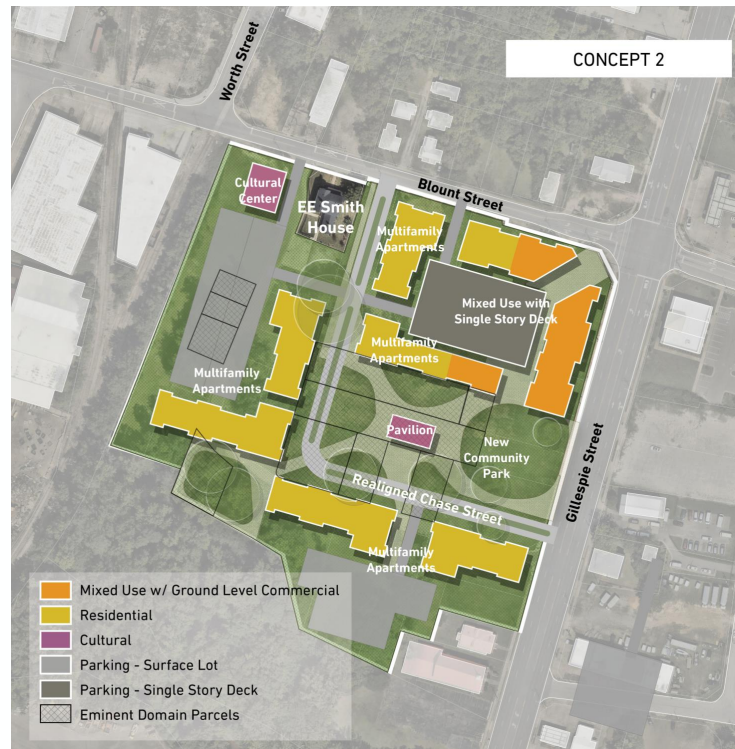 CONCEPT 2
Worth Street
Blount Street
Cultural
Center
EE Smith
House
Multifamily
Apartments
Mixed Use with
Single Story Deck
Multifamily
Apartments
Multifamily
Apartments
Pavilion
New
Community
Park
Gillespie Street
Realigned Chase Street
Multifamily
Apartments
Mixed Use w/ Ground Level Commercial
Residential
Cultural
Parking - Surface Lot
Parking - Single Story Deck
Eminent Domain Parcels